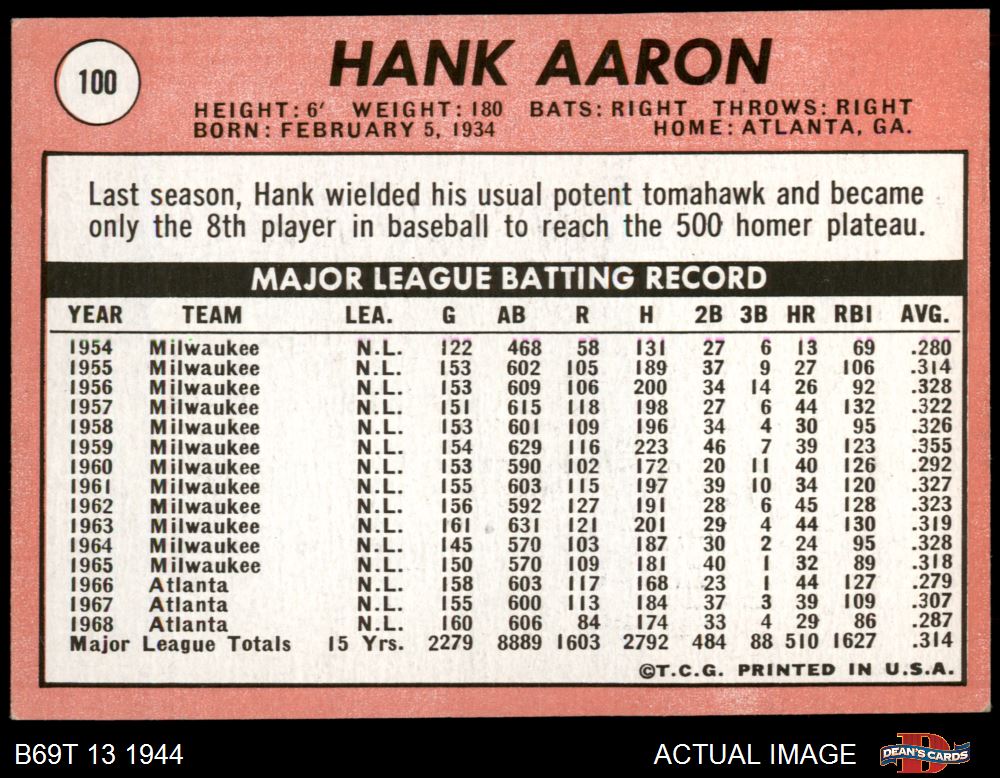 100
HANK AARON
HEIGHT: 6' WEIGHT: 180 BATS: RIGHT THROWS: RIGHT
BORN: FEBRUARY 5, 1934 HOME: ATLANTA, GA.
Last season, Hank wielded his usual potent tomahawk and became
only the 8th player in baseball to reach the 500 homer plateau.
MAJOR LEAGUE BATTING RECORD
YEAR TEAM LEA. G AB R H 2B 3B HR RBI AVG.
1954 Milwaukee N.L. 122 468 58 131 27 6 13 69 .280
1955 Milwaukee N.L. 153 602 105 189 37 9 27 106 .314
1956 Milwaukee N.L. 153 609 106 200 34 14 26 92 .328
1957 Milwaukee N.L. 151 615 118 198 27 6 44 132 .322
1958 Milwaukee N.L. 153 601 109 196 34 4 30 95 .326
1959 Milwaukee N.L. 154 629 116 223 46 7 39 123 .355
1960 Milwaukee N.L. 153 590 102 172 20 11 40 126 .292
1961 Milwaukee N.L. 155 603 115 197 39 10 34 120 .327
1962 Milwaukee N.L. 156 592 127 191 28 6 45 128 .323
1963 Milwaukee N.L. 161 631 121 201 29 4 44 130 .319
1964 Milwaukee N.L. 145 570 103 187 30 2 24 95 .328
1965 Milwaukee N.L. 150 570 109 181 40 1 32 89 .318
1966 Atlanta N.L. 158 603 117 168 23 1 44 127 .279
1967 Atlanta N.L. 155 600 113 184 37 3 39 109 .307
1968 Atlanta N.L. 160 606 84 174 33 4 29 86 .287
Major League Totals 15 Yrs. 2279 8889 1603 2792 484 88 510 1627 .314
©T.C.G. PRINTED IN U.S.A.
B69T 13 1944 ACTUAL IMAGE
DEAN'S CARDS